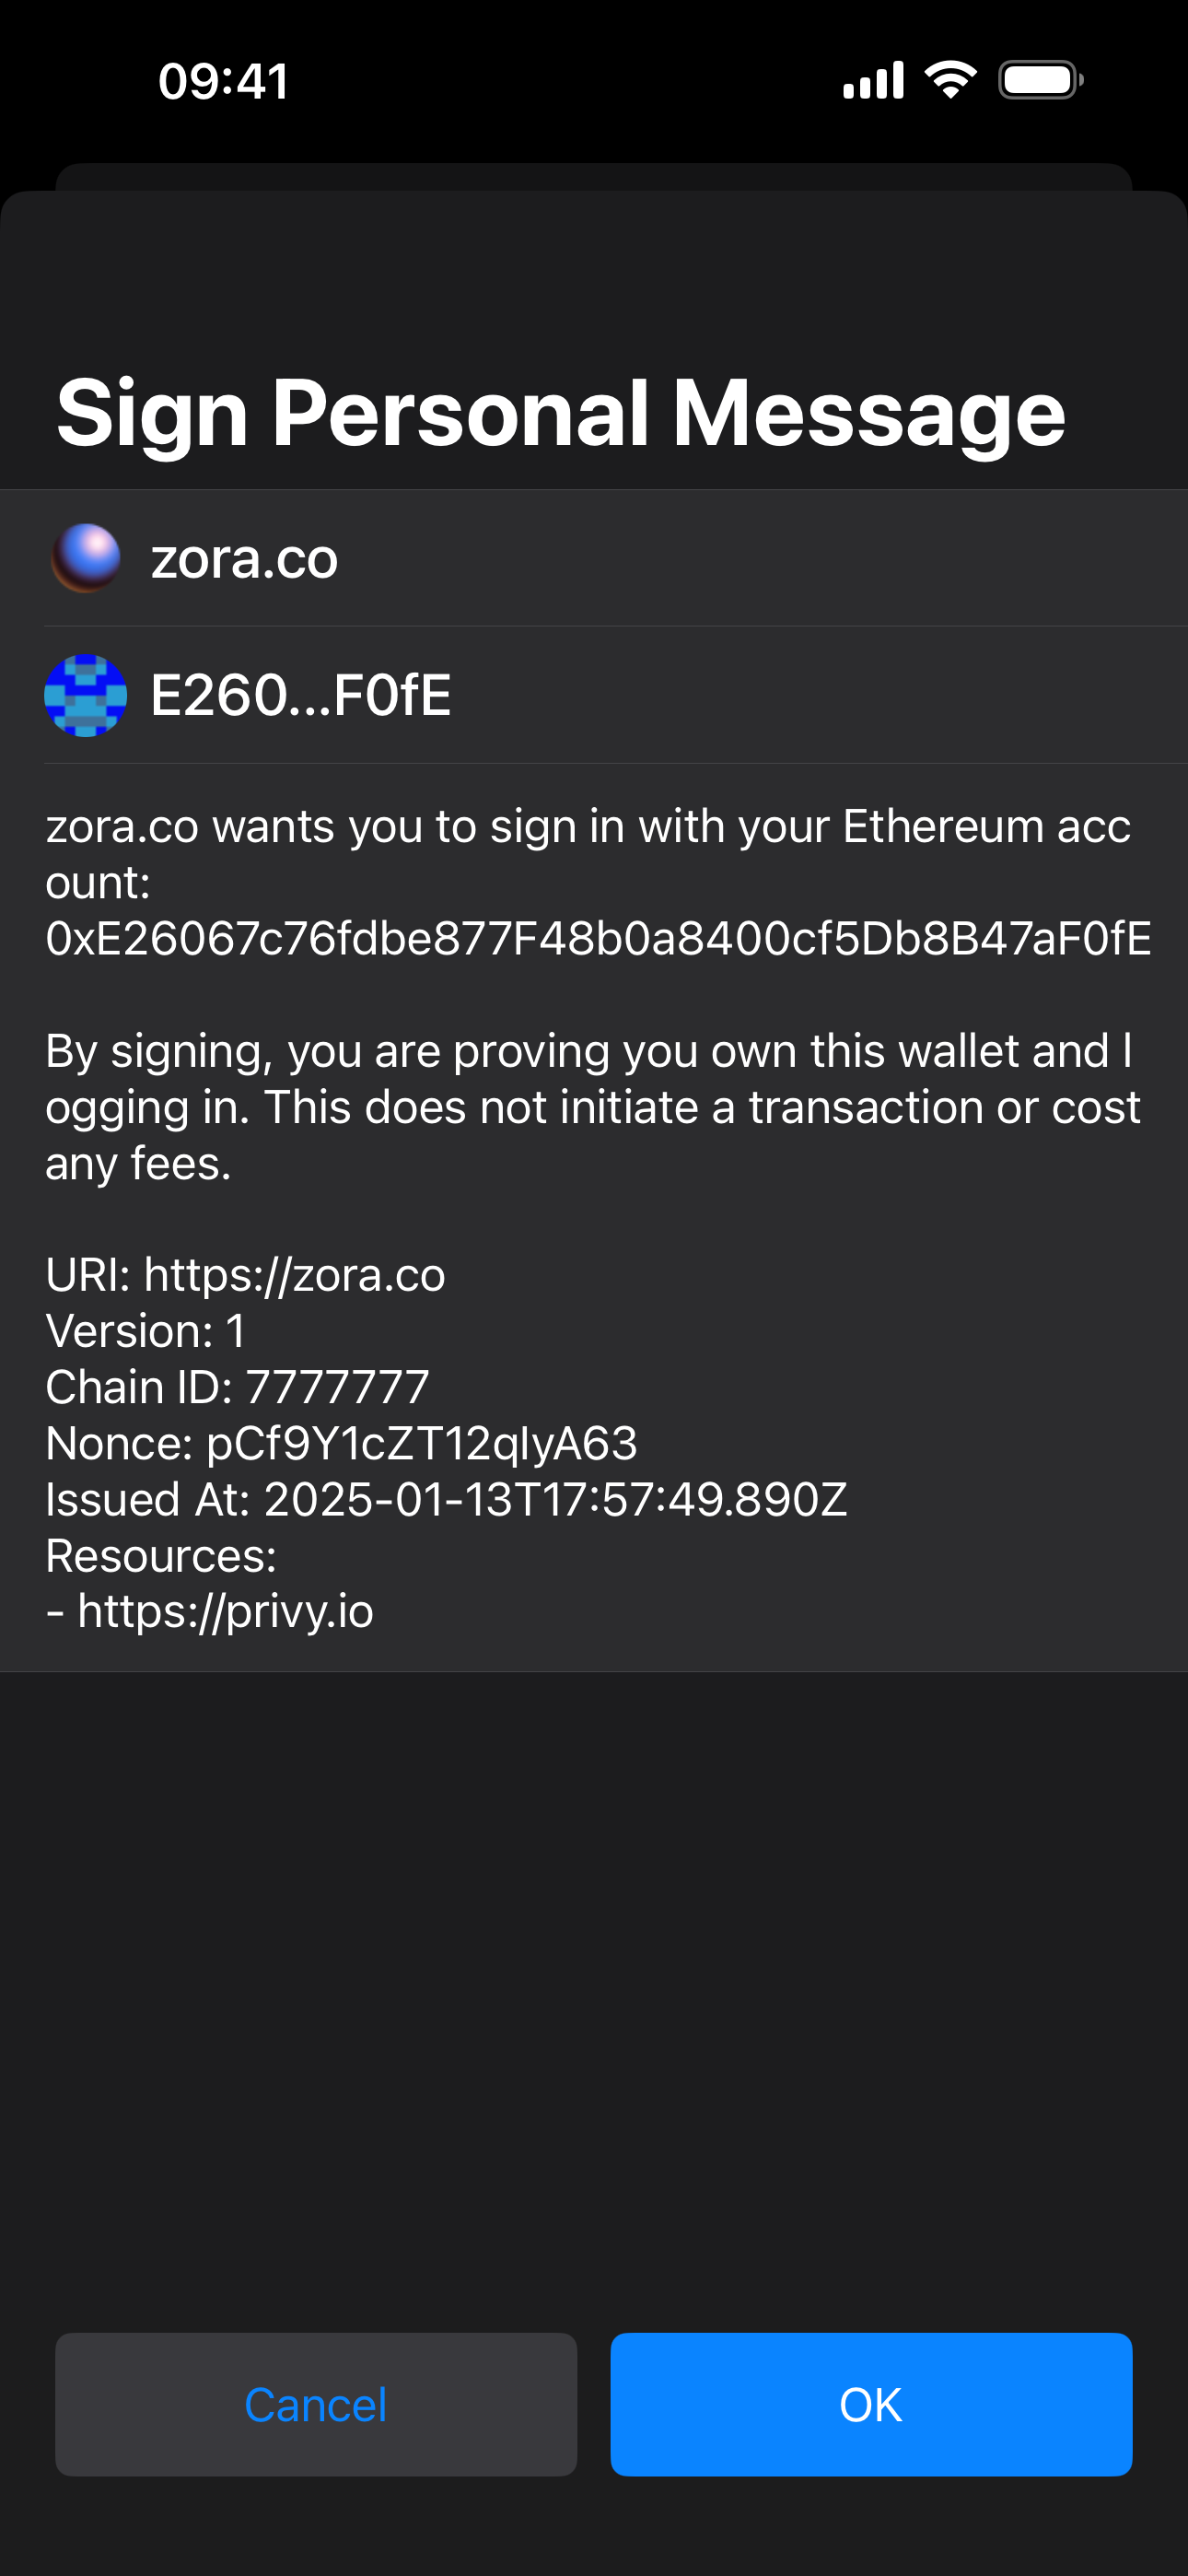 09:41
Sign Personal Message
zora.co
E260...F0fE
zora.co wants you to sign in with your Ethereum acc
ount:
0xE26067c76fdbe877F48b0a8400cf5Db8B47aF0fE
By signing, you are proving you own this wallet and l
ogging in. This does not initiate a transaction or cost
any fees.
URI: https://zora.co
Version: 1
Chain ID: 7777777
Nonce: pCf9Y1cZT12qIyA63
Issued At: 2025-01-13T17:57:49.890Z
Resources:
- https://privy.io
Cancel
OK